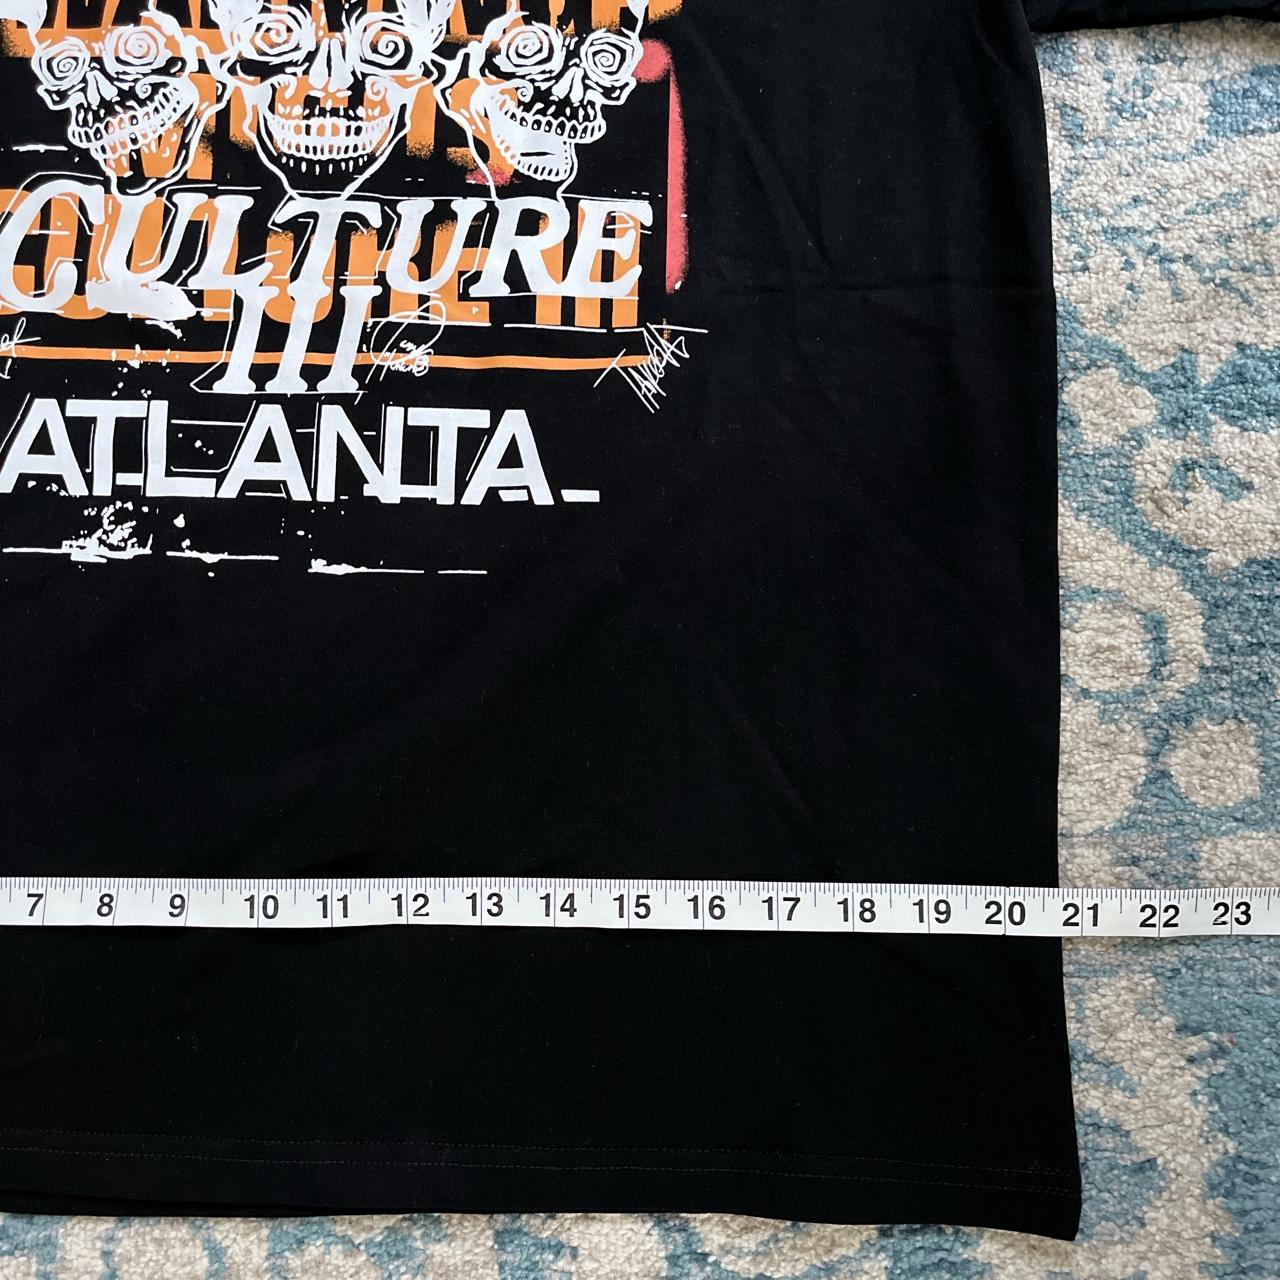 CULTURE
III
ATLANTA
7 8 9 10 11 12 13 14 15 16 17 18 19 20 21 22 23